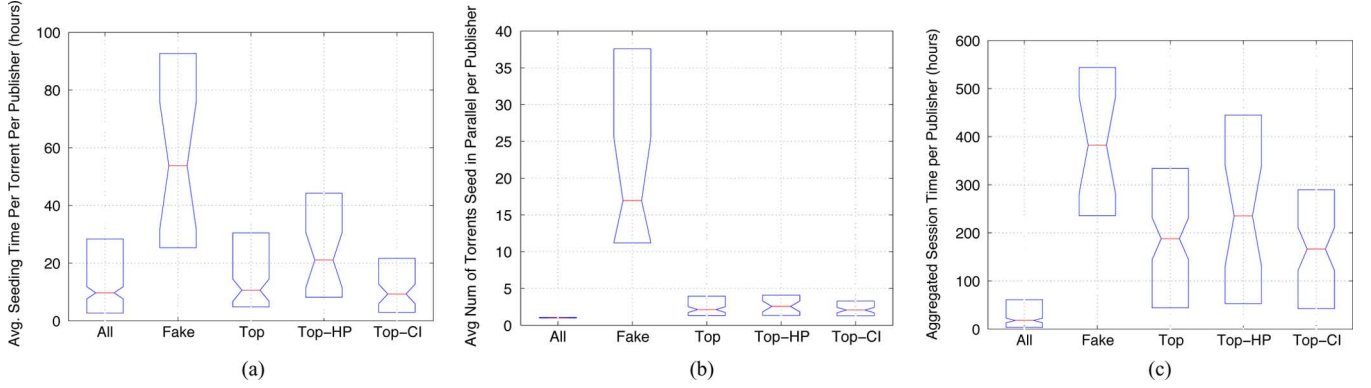 Avg. Seeding Time Per Torrent Per Publisher (hours)
100
80
60
40
20
0
All Fake Top Top-HP Top-CI
(a)
Avg Num of Torrents Seed in Parallel per Publisher
40
35
30
25
20
15
10
5
0
All Fake Top Top-HP Top-CI
(b)
Aggregated Session Time per Publisher (hours)
600
500
400
300
200
100
0
All Fake Top Top-HP Top-CI
(c)